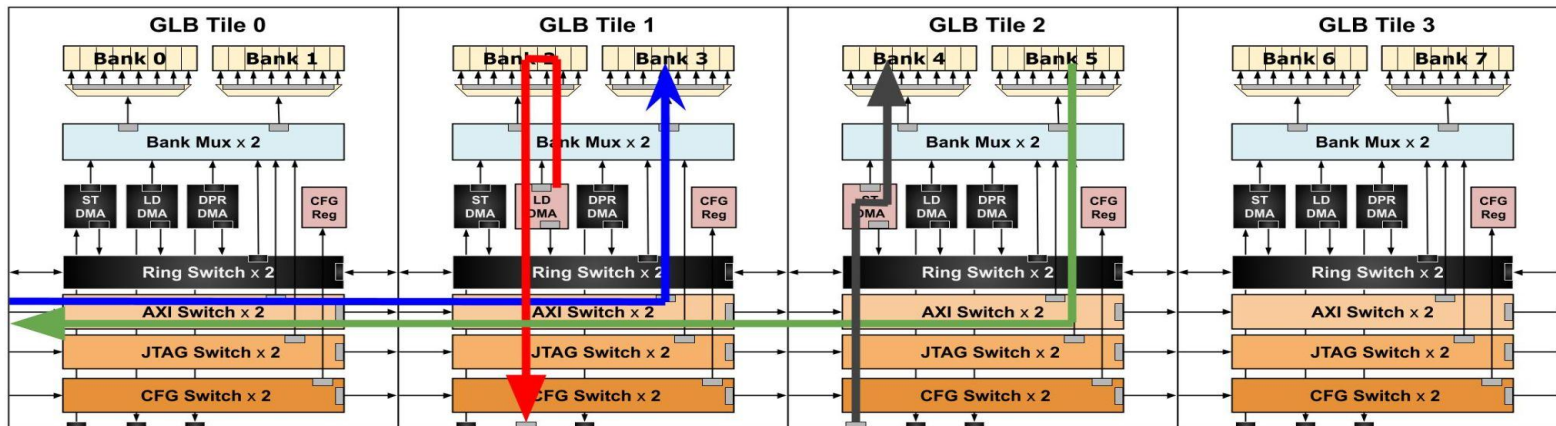 GLB Tile 0
Bank 0 Bank 1
Bank Mux x 2
ST DMA
LD DMA
DPR DMA
CFG Reg
Ring Switch x 2
AXI Switch x 2
JTAG Switch x 2
CFG Switch x 2
GLB Tile 1
Bank 2 Bank 3
Bank Mux x 2
ST DMA
LD DMA
DPR DMA
CFG Reg
Ring Switch x 2
AXI Switch x 2
JTAG Switch x 2
CFG Switch x 2
GLB Tile 2
Bank 4 Bank 5
Bank Mux x 2
ST DMA
LD DMA
DPR DMA
CFG Reg
Ring Switch x 2
AXI Switch x 2
JTAG Switch x 2
CFG Switch x 2
GLB Tile 3
Bank 6 Bank 7
Bank Mux x 2
ST DMA
LD DMA
DPR DMA
CFG Reg
Ring Switch x 2
AXI Switch x 2
JTAG Switch x 2
CFG Switch x 2